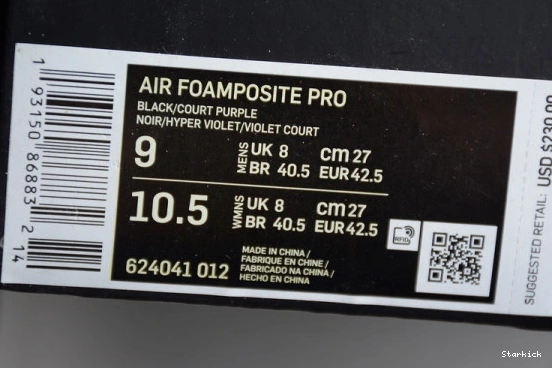 AIR FOAMPOSITE PRO
BLACK/COURT PURPLE
NOIR/HYPER VIOLET/VIOLET COURT
9 MENS UK 8 cm 27
BR 40.5 EUR 42.5
10.5 WMNS UK 8 cm 27
BR 40.5 EUR 42.5
RFID
624041 012
MADE IN CHINA /
FABRIQUE EN CHINE /
FABRICADO NA CHINA /
HECHO EN CHINA
1 93150 86883 2 14
SUGGESTED RETAIL: USD $230.00
Starkick